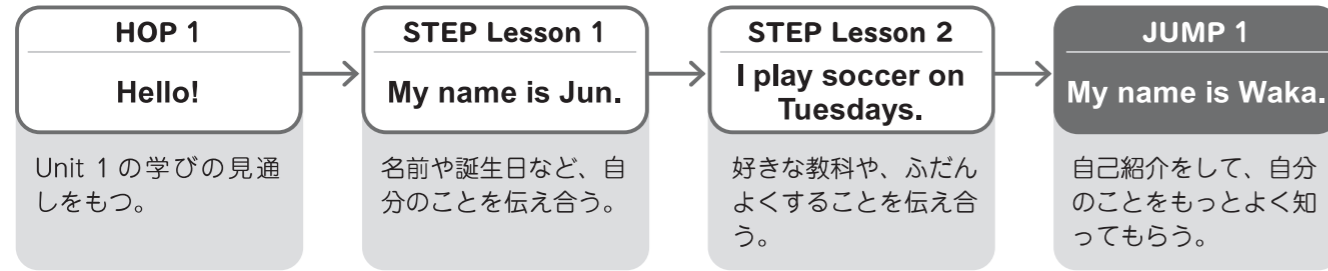 HOP 1
Hello!
Unit 1 の学びの見通
しをもつ。
STEP Lesson 1
My name is Jun.
名前や誕生日など、自
分のことを伝え合う。
STEP Lesson 2
I play soccer on
Tuesdays.
好きな教科や、ふだん
よくすることを伝え合
う。
JUMP 1
My name is Waka.
自己紹介をして、自分
のことをもっとよく知
ってもらう。